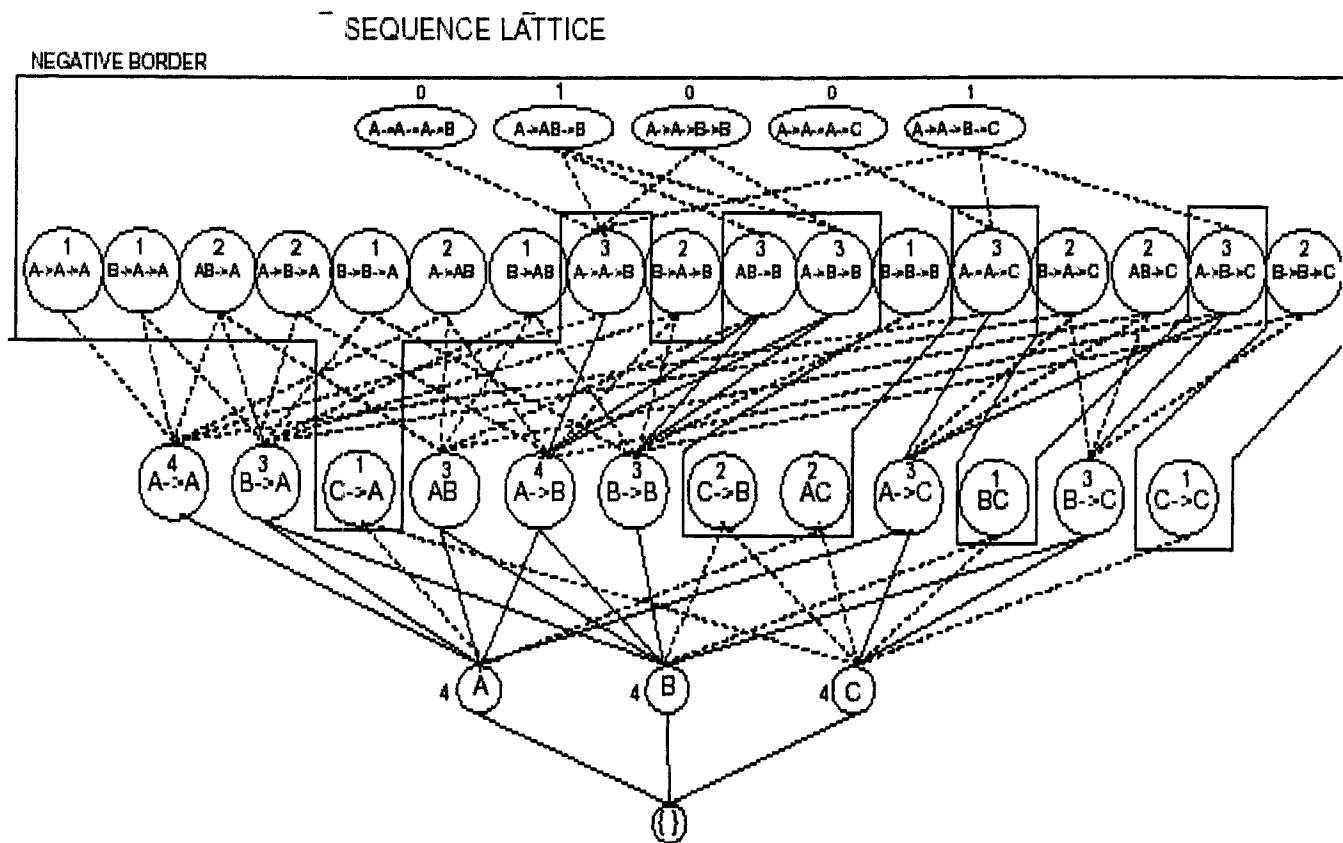 SEQUENCE LATTICE
NEGATIVE BORDER
0 1 0 0 1
A->A->A->B A->AB->B A->A->B->B A->A->A->C A->A->B->C
1 1 2 2 1 2 1 3 2 3 3 1 3 2 2 3 2
A->A->A B->A->A AB->A A->B->A B->B->A A->AB B->AB A->A->B B->A->B AB->B A->B->B B->B->B A->A->C B->A->C AB->C A->B->C B->B->C
4 3 1 3 4 3 2 2 3 1 3 1
A->A B->A C->A AB A->B B->B C->B AC A->C BC B->C C->C
4 A 4 B 4 C
{}